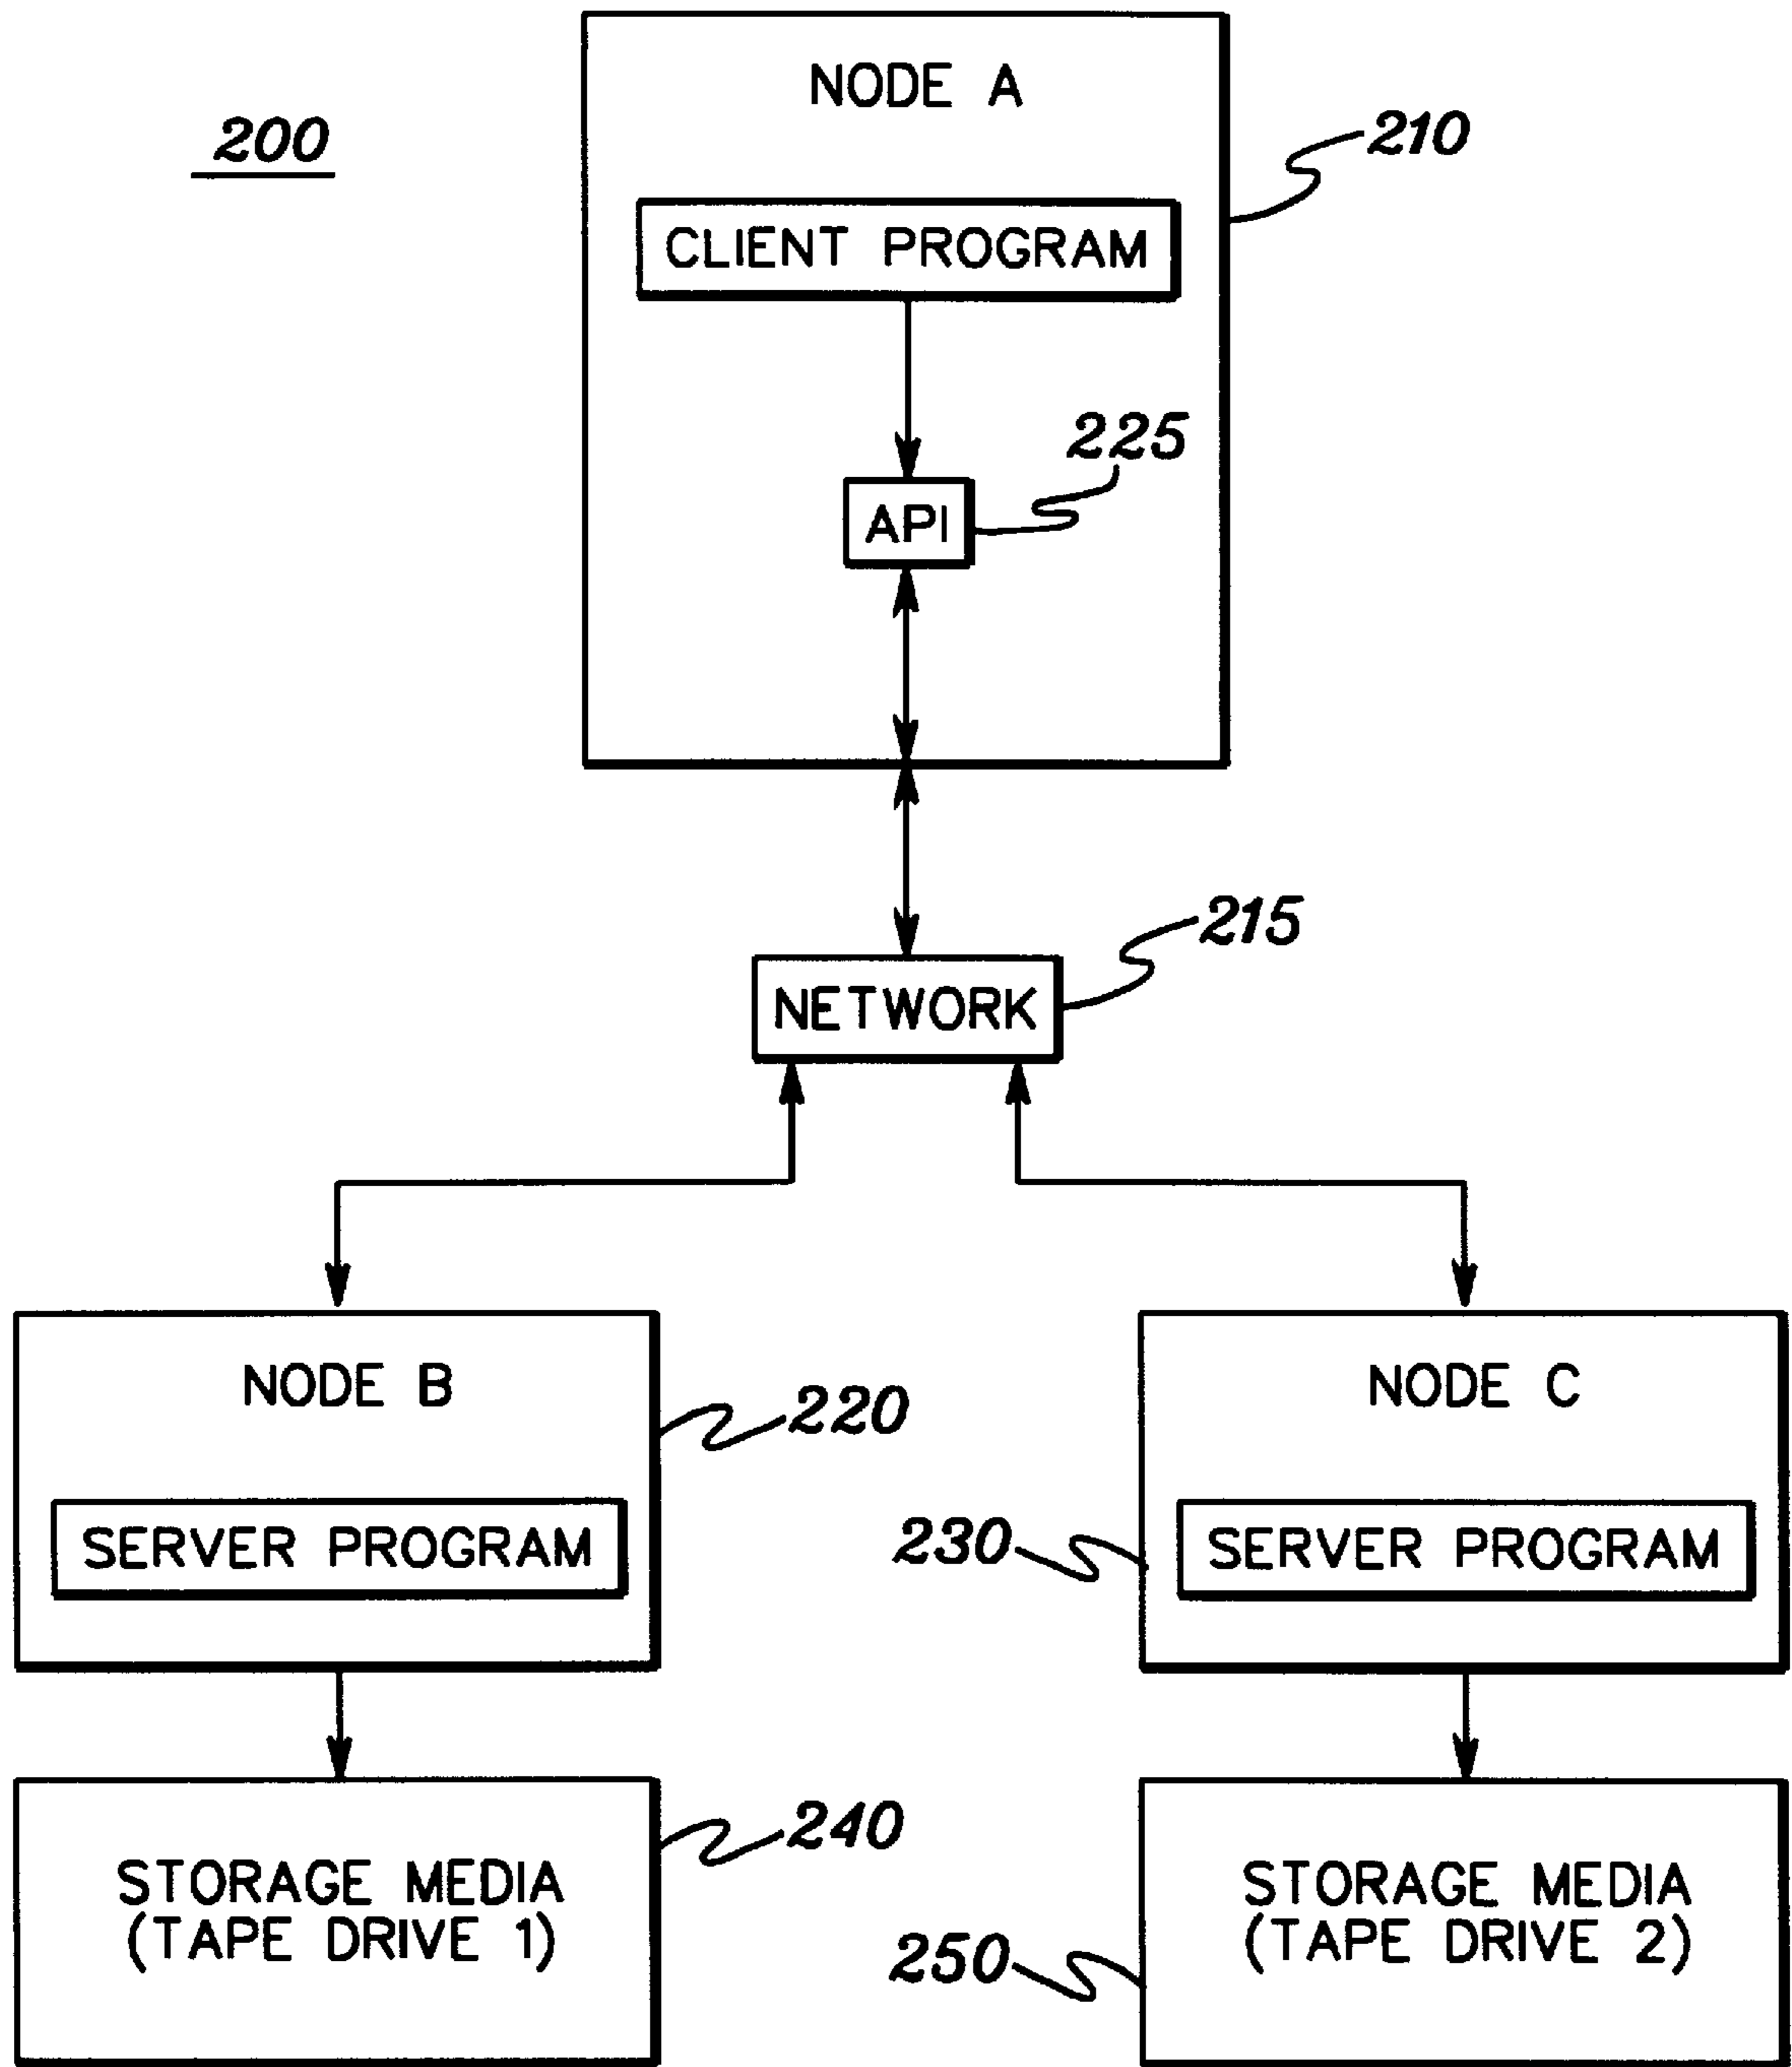 NODE A
200
210
CLIENT PROGRAM
225
API
215
NETWORK
NODE B
220
SERVER PROGRAM
NODE C
230
SERVER PROGRAM
STORAGE MEDIA
(TAPE DRIVE 1)
240
STORAGE MEDIA
(TAPE DRIVE 2)
250